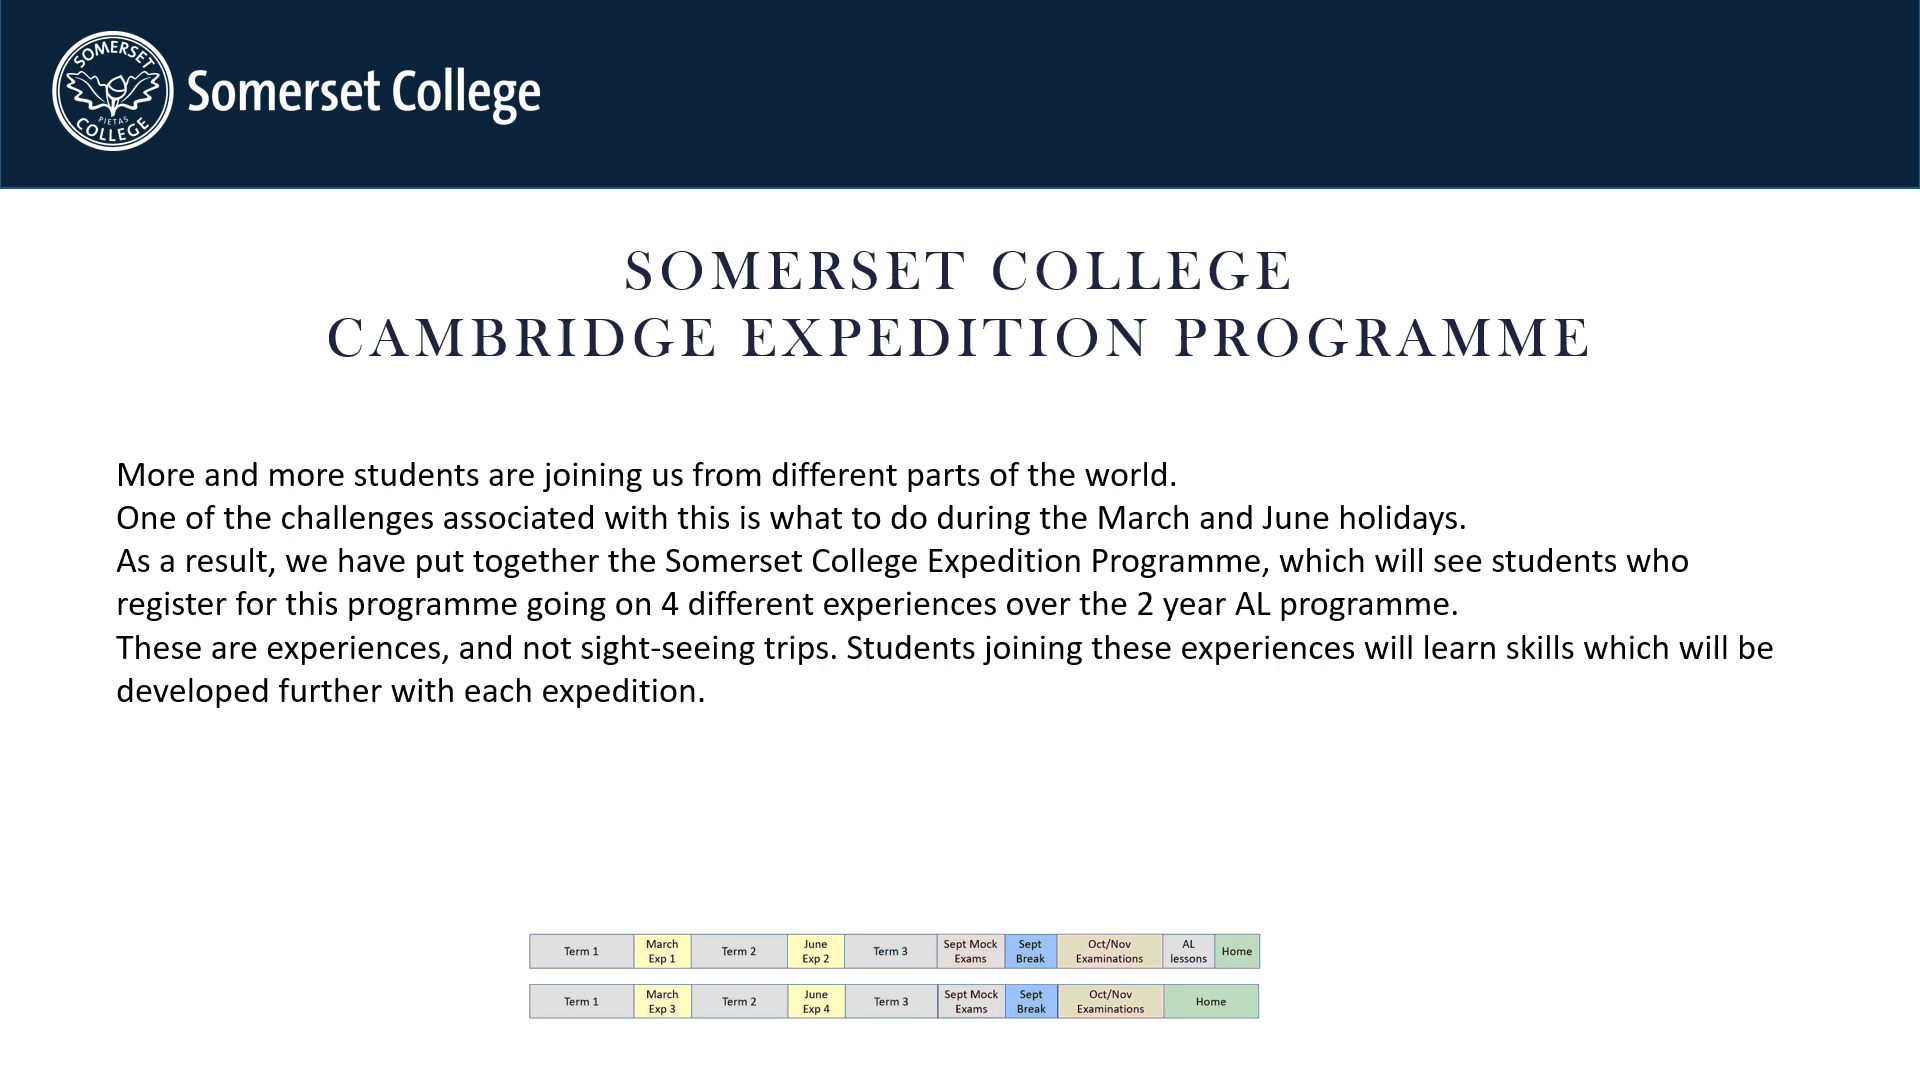 SOMERSET
PIETAS
COLLEGE
Somerset College
SOMERSET COLLEGE
CAMBRIDGE EXPEDITION PROGRAMME
More and more students are joining us from different parts of the world.
One of the challenges associated with this is what to do during the March and June holidays.
As a result, we have put together the Somerset College Expedition Programme, which will see students who
register for this programme going on 4 different experiences over the 2 year AL programme.
These are experiences, and not sight-seeing trips. Students joining these experiences will learn skills which will be
developed further with each expedition.
Term 1
March
Exp 1
Term 2
June
Exp 2
Term 3
Sept Mock
Exams
Sept
Break
Oct/Nov
Examinations
AL
lessons
Home
Term 1
March
Exp 3
Term 2
June
Exp 4
Term 3
Sept Mock
Exams
Sept
Break
Oct/Nov
Examinations
Home